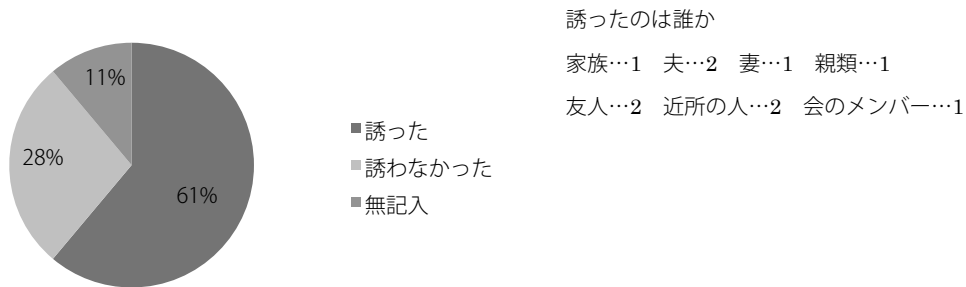 11%
28%
61%
誘った
誘わなかった
無記入
誘ったのは誰か
家族…1　夫…2　妻…1　親類…1
友人…2　近所の人…2　会のメンバー…1